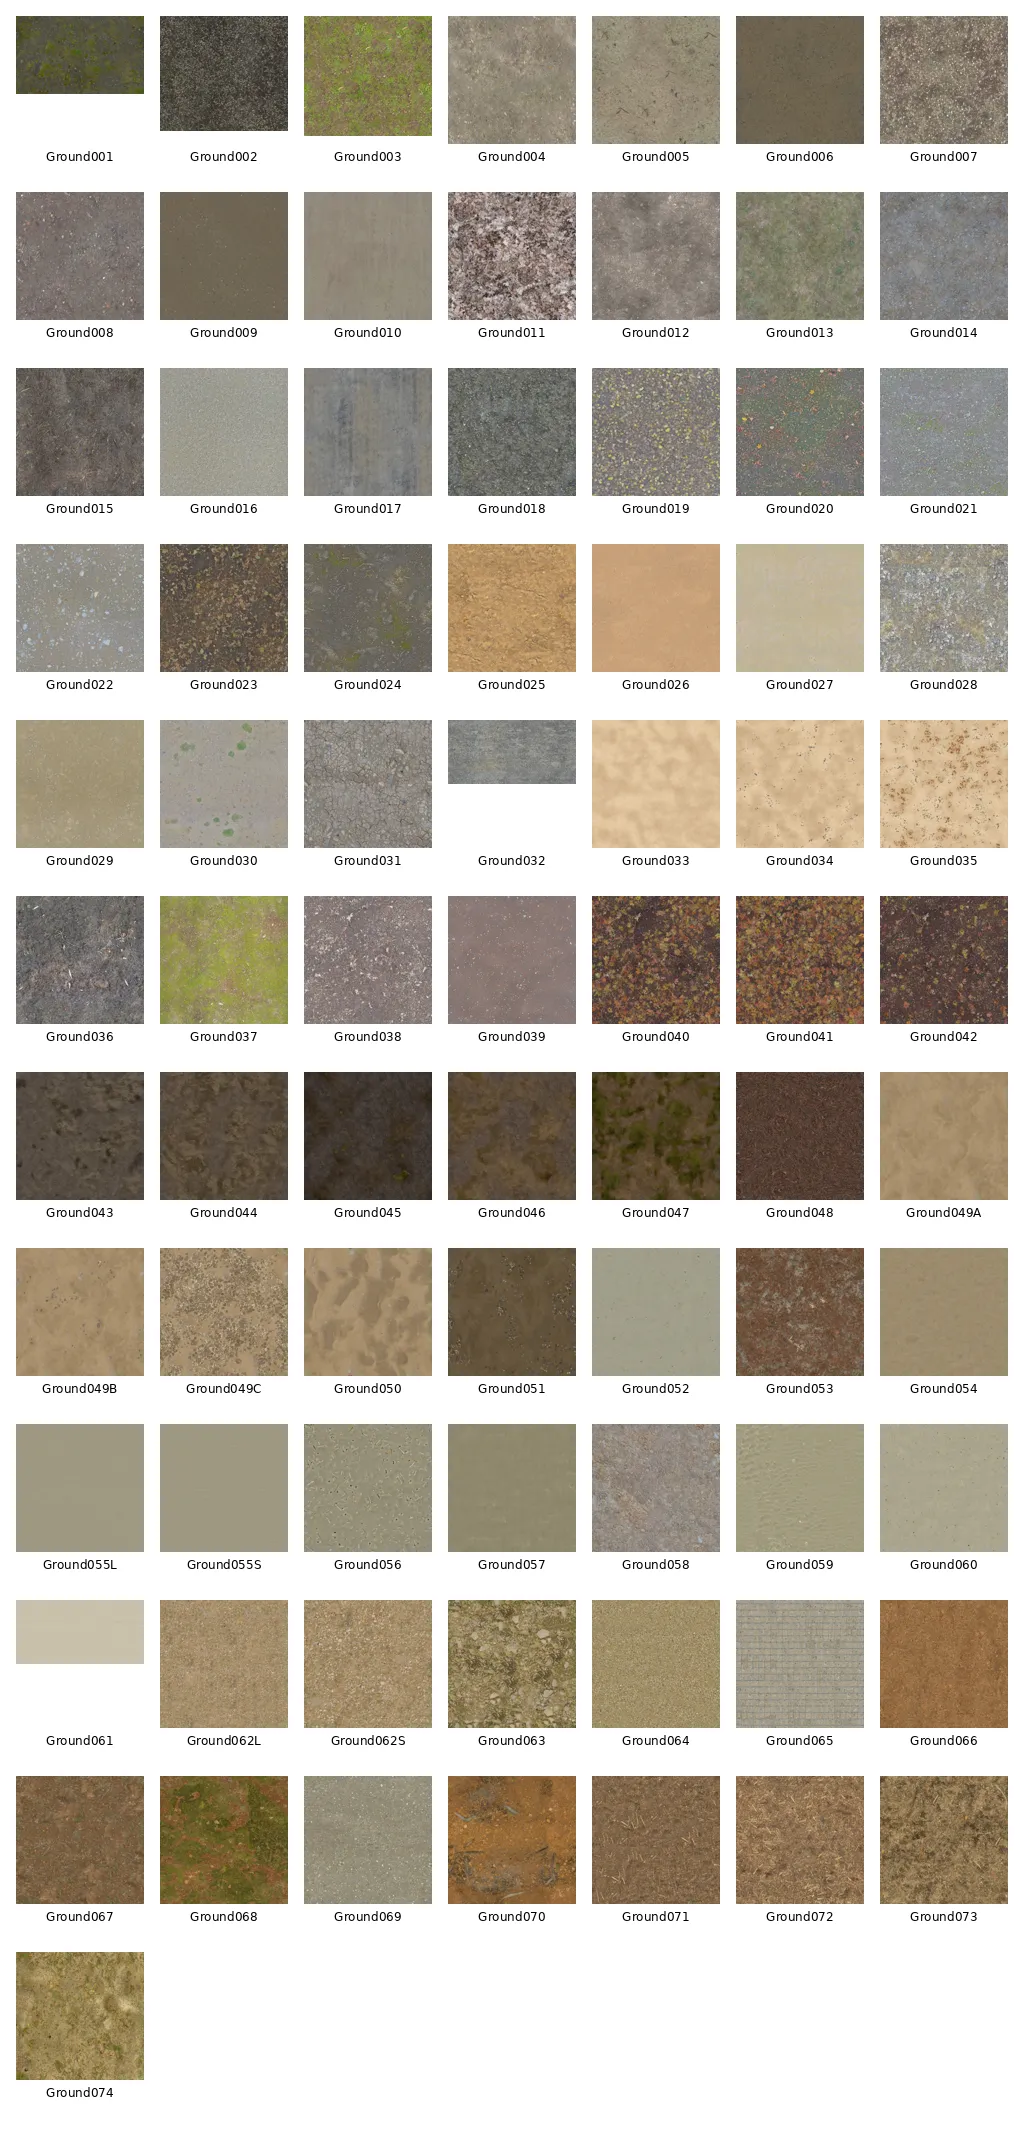 Ground001 Ground002 Ground003 Ground004 Ground005 Ground006 Ground007
Ground008 Ground009 Ground010 Ground011 Ground012 Ground013 Ground014
Ground015 Ground016 Ground017 Ground018 Ground019 Ground020 Ground021
Ground022 Ground023 Ground024 Ground025 Ground026 Ground027 Ground028
Ground029 Ground030 Ground031 Ground032 Ground033 Ground034 Ground035
Ground036 Ground037 Ground038 Ground039 Ground040 Ground041 Ground042
Ground043 Ground044 Ground045 Ground046 Ground047 Ground048 Ground049A
Ground049B Ground049C Ground050 Ground051 Ground052 Ground053 Ground054
Ground055L Ground055S Ground056 Ground057 Ground058 Ground059 Ground060
Ground061 Ground062L Ground062S Ground063 Ground064 Ground065 Ground066
Ground067 Ground068 Ground069 Ground070 Ground071 Ground072 Ground073
Ground074